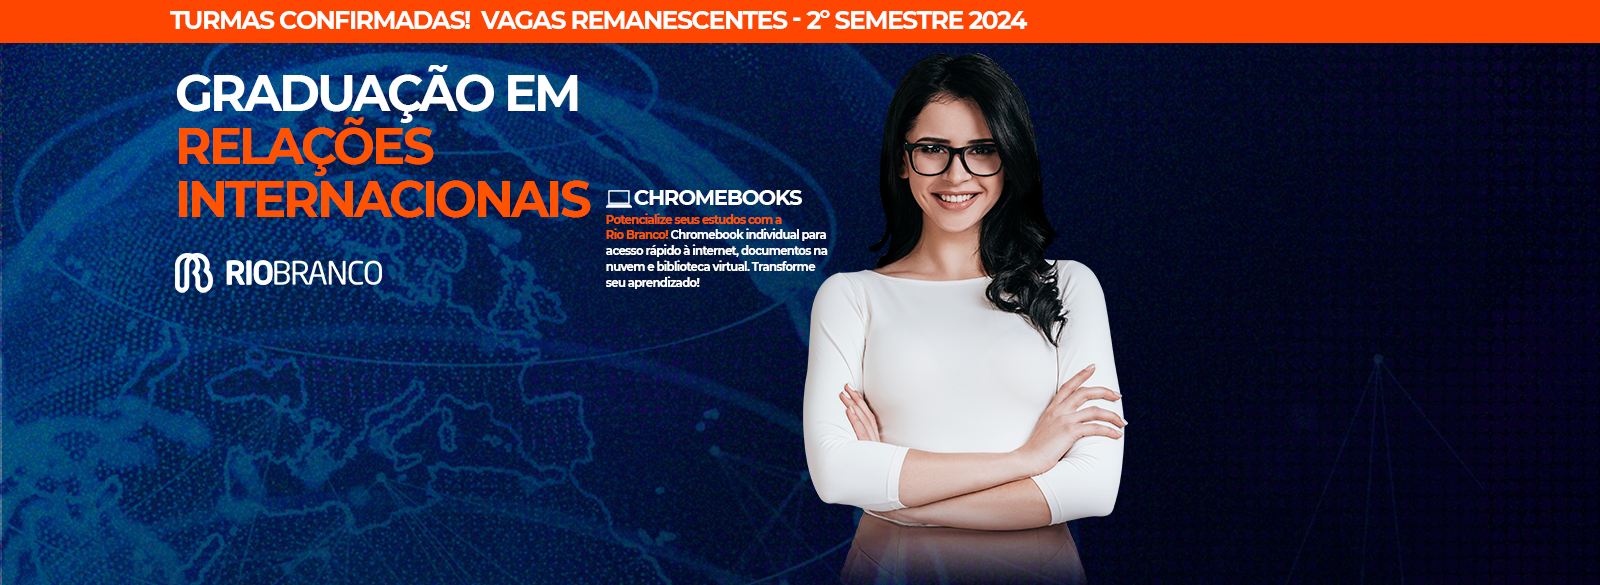 TURMAS CONFIRMADAS! VAGAS REMANESCENTES - 2º SEMESTRE 2024
GRADUAÇÃO EM
RELAÇÕES
INTERNACIONAIS
RIOBRANCO
CHROMEBOOKS
Potencialize seus estudos com a
Rio Branco! Chromebook individual para
acesso rápido à internet, documentos na
nuvem e biblioteca virtual. Transforme
seu aprendizado!